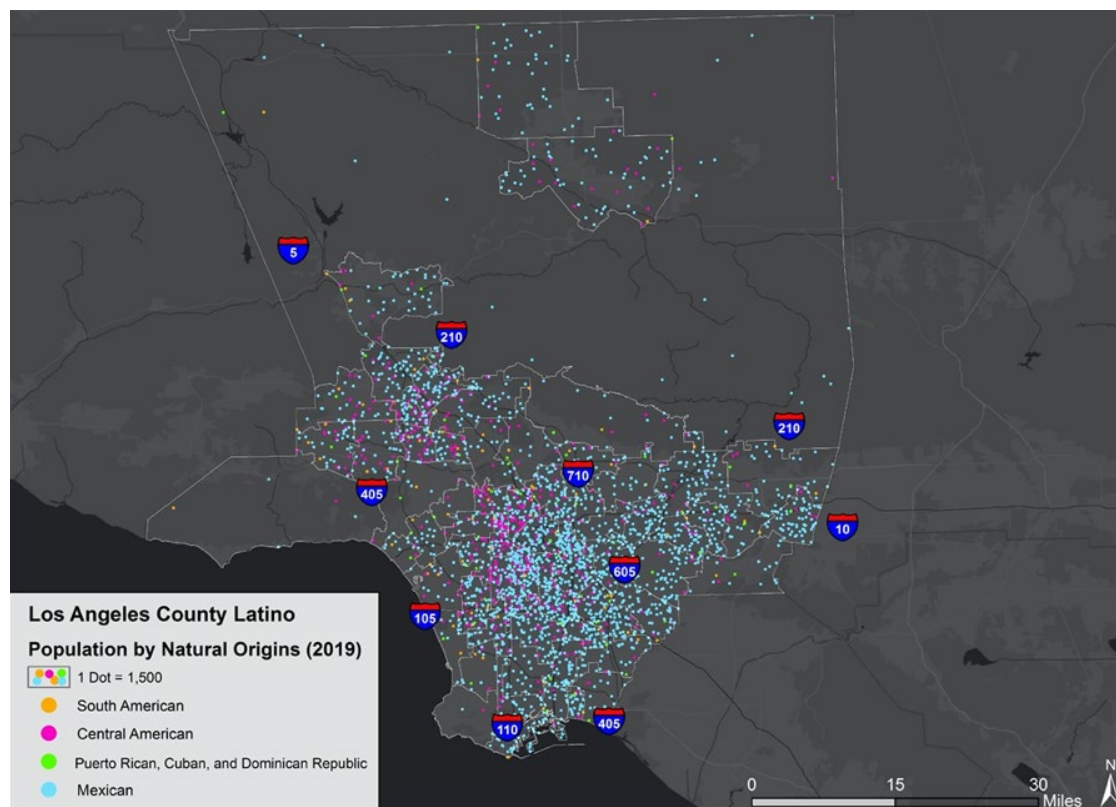 5
210
210
710
405
10
605
105
110
405
Los Angeles County Latino
Population by Natural Origins (2019)
1 Dot = 1,500
South American
Central American
Puerto Rican, Cuban, and Dominican Republic
Mexican
N
0 15 30
Miles